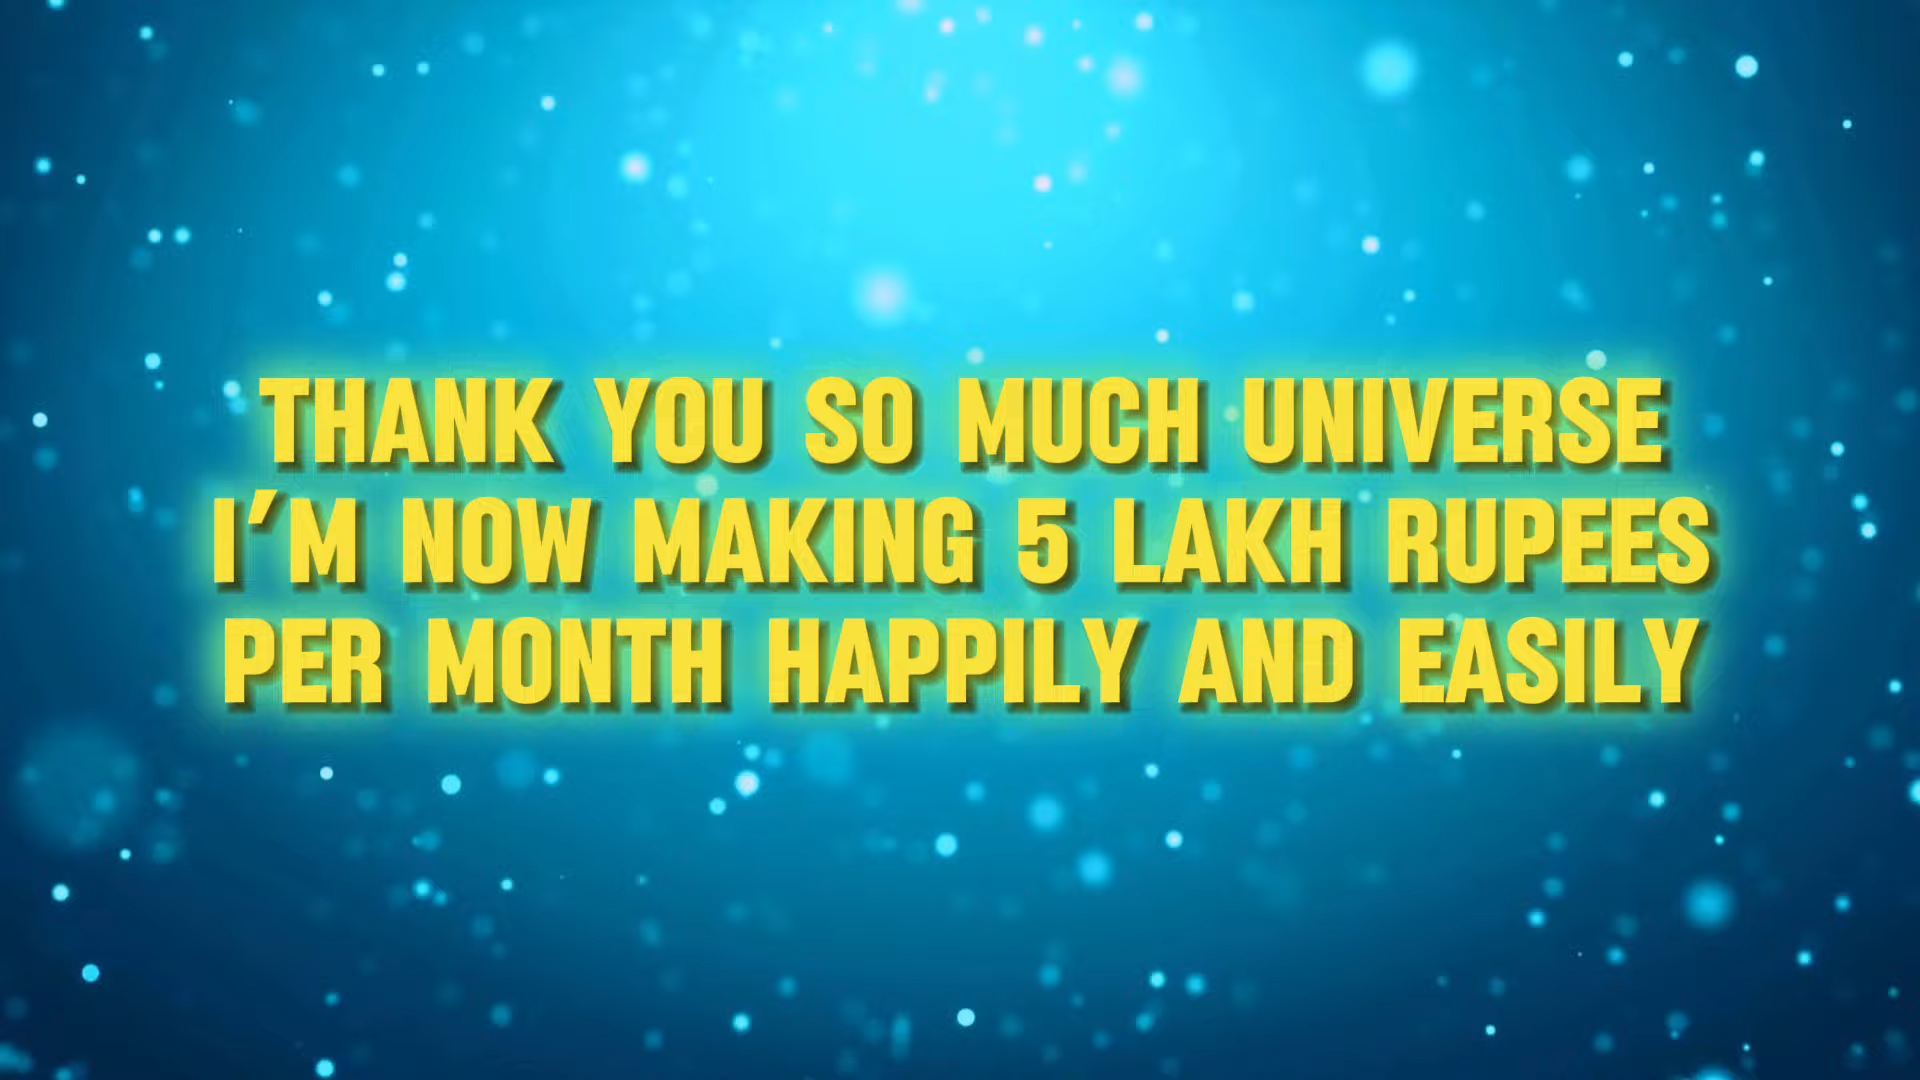 THANK YOU SO MUCH UNIVERSE
I'M NOW MAKING 5 LAKH RUPEES
PER MONTH HAPPILY AND EASILY